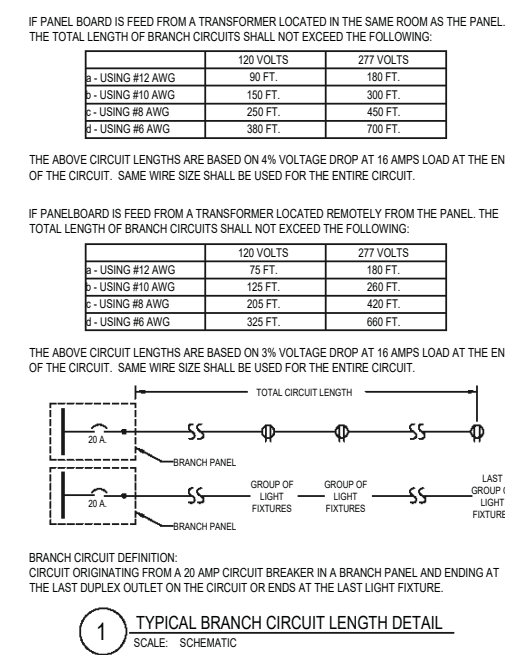 IF PANEL BOARD IS FEED FROM A TRANSFORMER LOCATED IN THE SAME ROOM AS THE PANEL.
THE TOTAL LENGTH OF BRANCH CIRCUITS SHALL NOT EXCEED THE FOLLOWING:
120 VOLTS 277 VOLTS
a - USING #12 AWG 90 FT. 180 FT.
b - USING #10 AWG 150 FT. 300 FT.
c - USING #8 AWG 250 FT. 450 FT.
d - USING #6 AWG 380 FT. 700 FT.
THE ABOVE CIRCUIT LENGTHS ARE BASED ON 4% VOLTAGE DROP AT 16 AMPS LOAD AT THE EN
OF THE CIRCUIT. SAME WIRE SIZE SHALL BE USED FOR THE ENTIRE CIRCUIT.
IF PANELBOARD IS FEED FROM A TRANSFORMER LOCATED REMOTELY FROM THE PANEL. THE
TOTAL LENGTH OF BRANCH CIRCUITS SHALL NOT EXCEED THE FOLLOWING:
120 VOLTS 277 VOLTS
a - USING #12 AWG 75 FT. 180 FT.
b - USING #10 AWG 125 FT. 260 FT.
c - USING #8 AWG 205 FT. 420 FT.
d - USING #6 AWG 325 FT. 660 FT.
THE ABOVE CIRCUIT LENGTHS ARE BASED ON 3% VOLTAGE DROP AT 16 AMPS LOAD AT THE EN
OF THE CIRCUIT. SAME WIRE SIZE SHALL BE USED FOR THE ENTIRE CIRCUIT.
TOTAL CIRCUIT LENGTH
20 A.
BRANCH PANEL
20 A.
GROUP OF
LIGHT
FIXTURES
GROUP OF
LIGHT
FIXTURES
LAST
GROUP
LIGHT
FIXTURE
BRANCH PANEL
BRANCH CIRCUIT DEFINITION:
CIRCUIT ORIGINATING FROM A 20 AMP CIRCUIT BREAKER IN A BRANCH PANEL AND ENDING AT
THE LAST DUPLEX OUTLET ON THE CIRCUIT OR ENDS AT THE LAST LIGHT FIXTURE.
1 TYPICAL BRANCH CIRCUIT LENGTH DETAIL
SCALE: SCHEMATIC